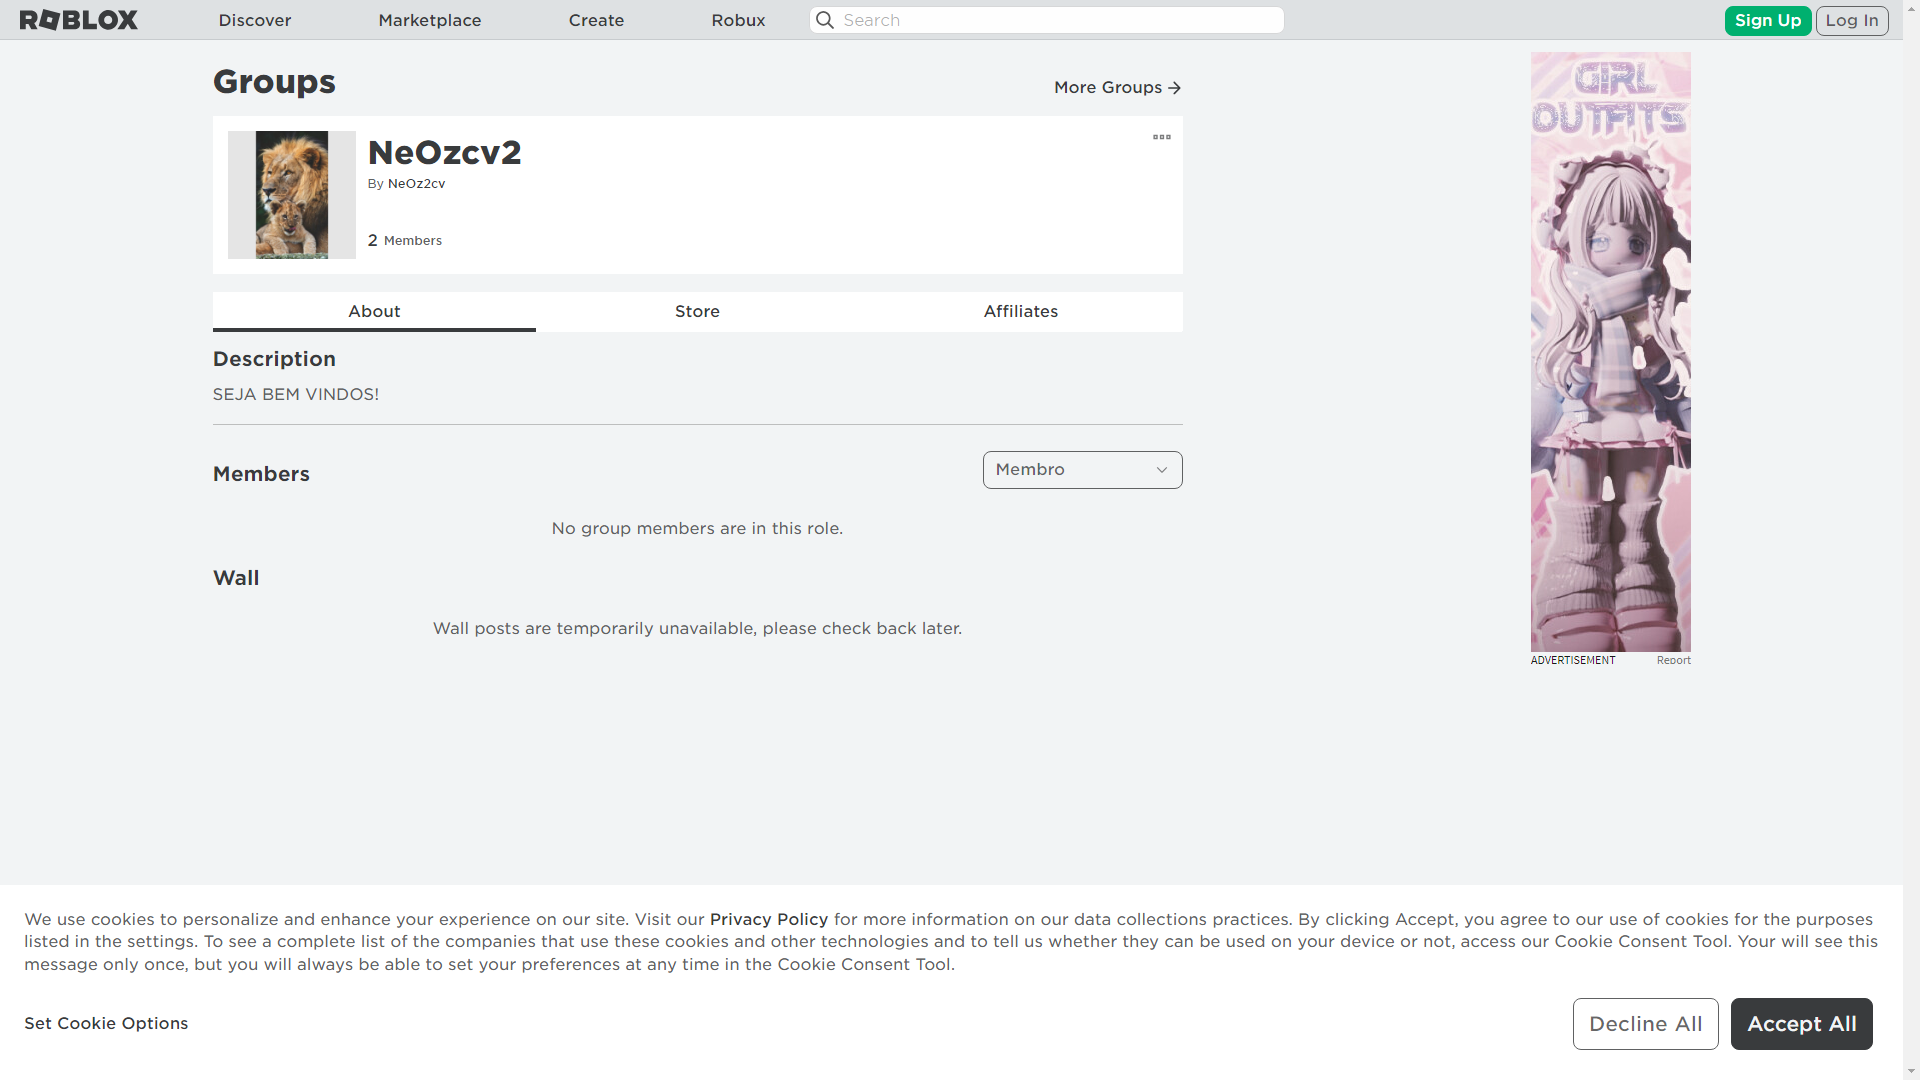 ROBLOX
Discover
Marketplace
Create
Robux
Search
Sign Up
Log In
Groups
More Groups
NeOzcv2
By NeOz2cv
2 Members
About
Store
Affiliates
Description
SEJA BEM VINDOS!
Members
Membro
No group members are in this role.
Wall
Wall posts are temporarily unavailable, please check back later.
GIRL
OUTFITS
ADVERTISEMENT
Report
We use cookies to personalize and enhance your experience on our site. Visit our Privacy Policy for more information on our data collections practices. By clicking Accept, you agree to our use of cookies for the purposes
listed in the settings. To see a complete list of the companies that use these cookies and other technologies and to tell us whether they can be used on your device or not, access our Cookie Consent Tool. Your will see this
message only once, but you will always be able to set your preferences at any time in the Cookie Consent Tool.
Set Cookie Options
Decline All
Accept All